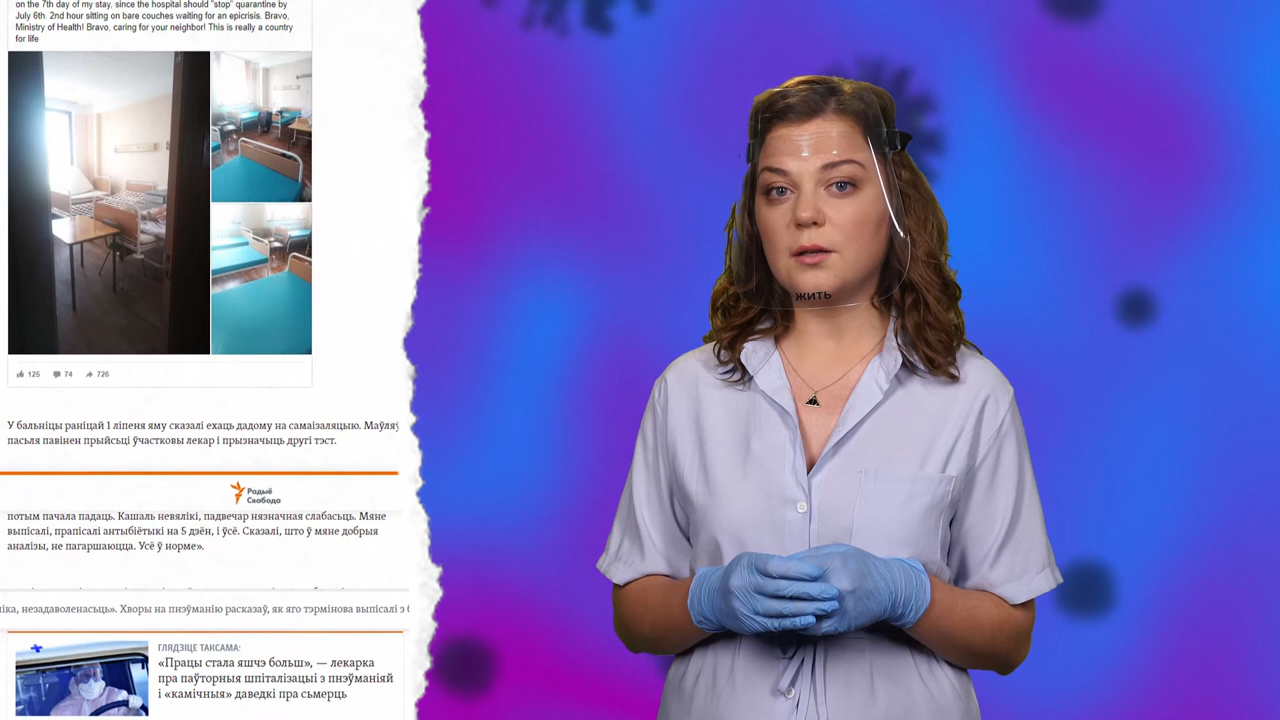 on the 7th day of my stay, since the hospital should "stop" quarantine by
July 6th. 2nd hour sitting on bare couches waiting for an epicrisis. Bravo,
Ministry of Health! Bravo, caring for your neighbor! This is really a country
for life
125 74 726
У бальніцы раніцай 1 ліпеня яму сказалі ехаць дадому на самаізаляцыю. Маўляў
пасьля павінен прыйсьці ўчастковы лекар і прызначыць другі тэст.
Радыё
Свабода
потым пачала падаць. Кашаль невялікі, падвечар нязначная слабасьць. Мяне
выпісалі, прапісалі антыбіётыкі на 5 дзён, і ўсё. Сказалі, што ў мяне добрыя
аналізы, не пагаршаюцца. Усё ў норме».
незадаволенасьць». Хворы на пнэўманію расказаў, як яго тэрмінова выпісалі з
ГЛЯДЗІЦЕ ТАКСАМА:
«Працы стала яшчэ больш», — лекарка
пра паўторныя шпіталізацыі з пнэўманіяй
і «камічныя» даведкі пра сьмерць
ЖИТЬ